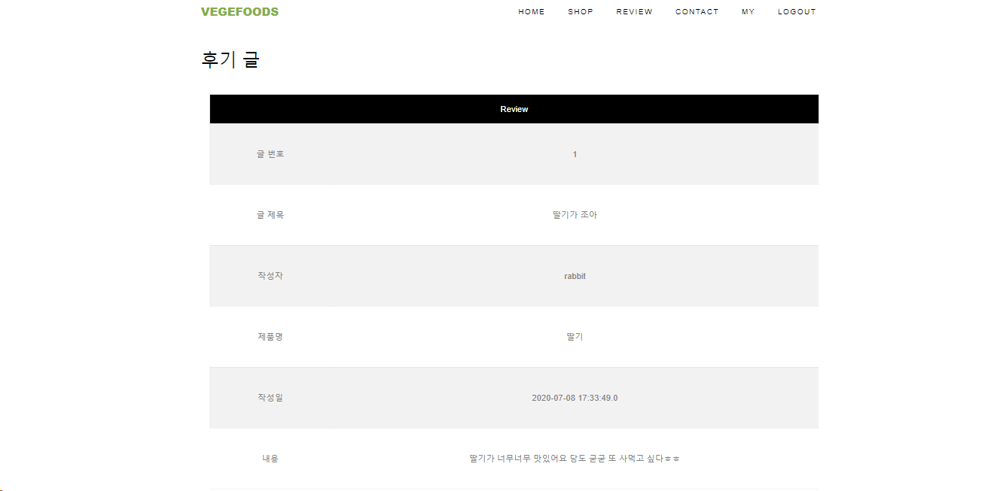 VEGEFOODS HOME SHOP REVIEW CONTACT MY LOGOUT
후기 글
Review
글 번호 1
글 제목 딸기가 조아
작성자 rabbit
제품명 딸기
작성일 2020-07-08 17:33:49.0
내용 딸기가 너무너무 맛있어요 당도 굳굳 또 사먹고 싶다ㅎㅎ